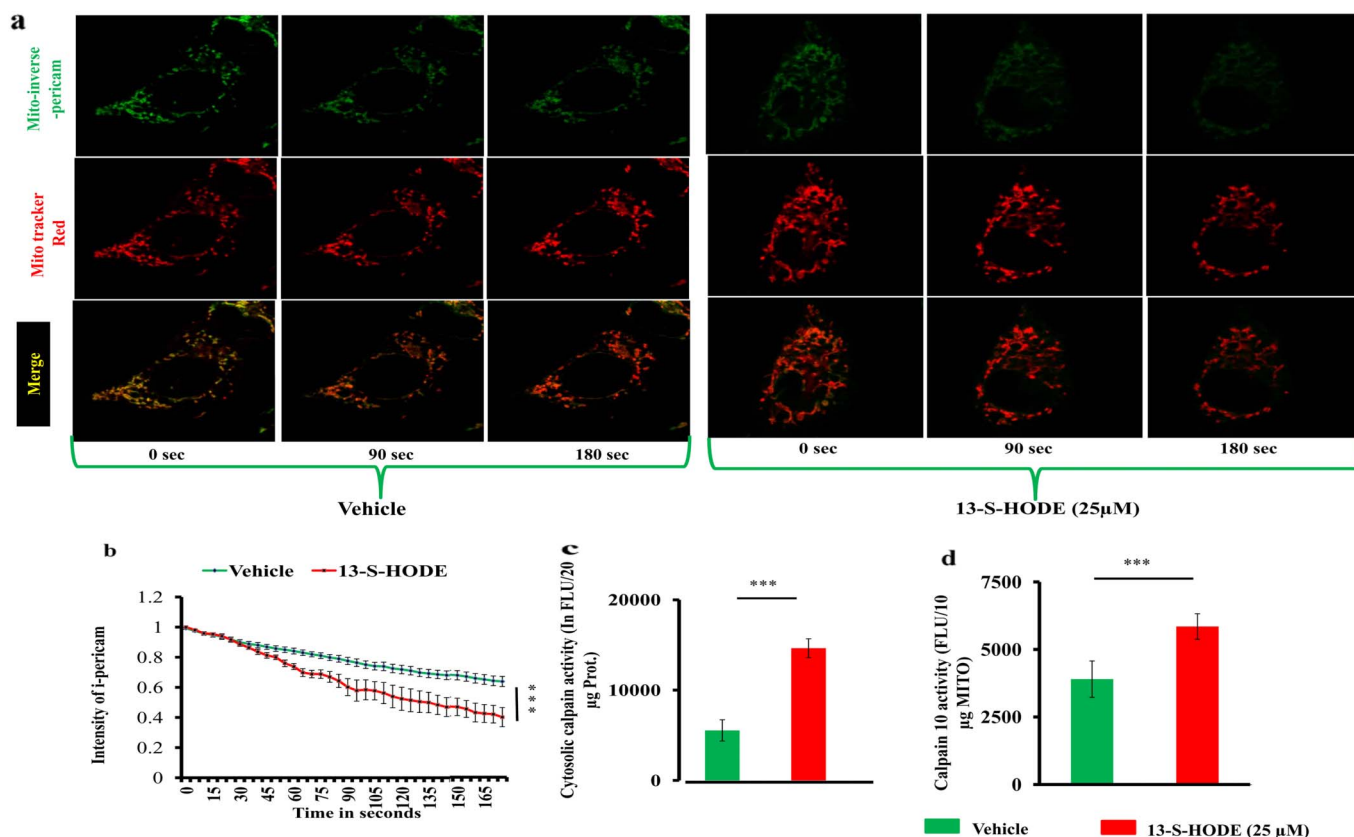 a
Mito-inverse
-pericam
Mito tracker
Red
Merge
0 sec
90 sec
180 sec
0 sec
90 sec
180 sec
Vehicle
13-S-HODE (25µM)
b
Vehicle
13-S-HODE
Intensity of i-pericam
1.2
1
0.8
0.6
0.4
0.2
0
0
15
30
45
60
75
90
105
120
135
150
165
Time in seconds
***
c
Cytosolic calpain activity (In FLU/20
µg Prot.)
20000
10000
0
***
d
Calpain 10 activity (FLU/10
µg MITO)
7500
5000
2500
0
***
Vehicle
13-S-HODE (25 µM)